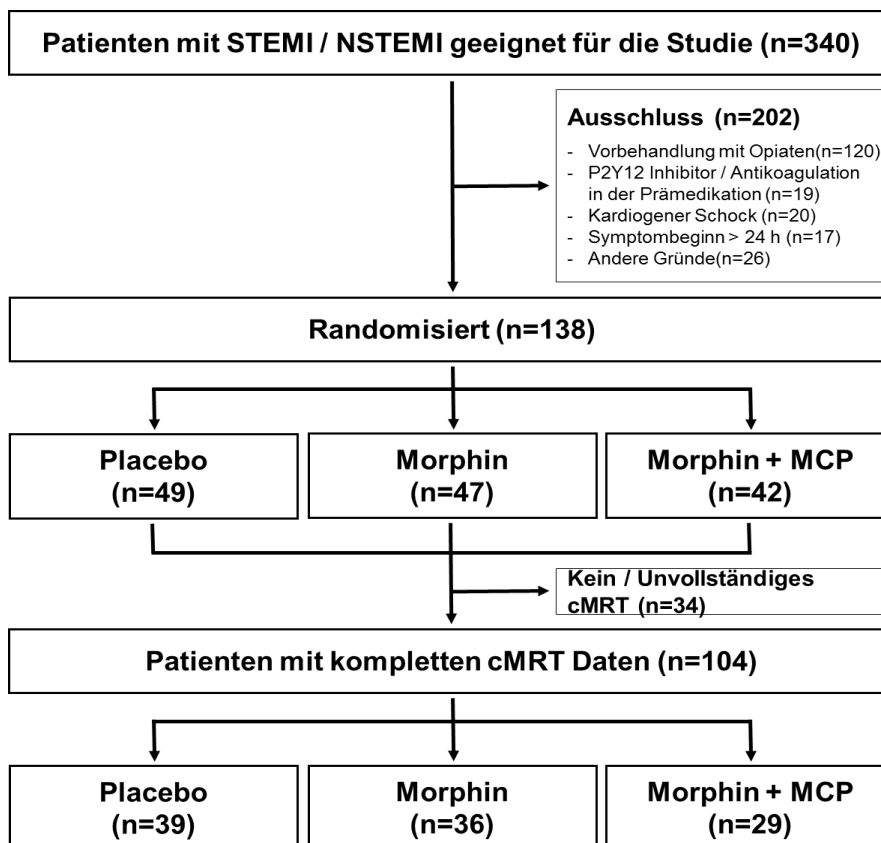 Patienten mit STEMI / NSTEMI geeignet für die Studie (n=340)
Ausschluss (n=202)
- Vorbehandlung mit Opiaten(n=120)
- P2Y12 Inhibitor / Antikoagulation
in der Prämedikation (n=19)
- Kardiogener Schock (n=20)
- Symptombeginn > 24 h (n=17)
- Andere Gründe(n=26)
Randomisiert (n=138)
Placebo
(n=49)
Morphin
(n=47)
Morphin + MCP
(n=42)
Kein / Unvollständiges
cMRT (n=34)
Patienten mit kompletten cMRT Daten (n=104)
Placebo
(n=39)
Morphin
(n=36)
Morphin + MCP
(n=29)